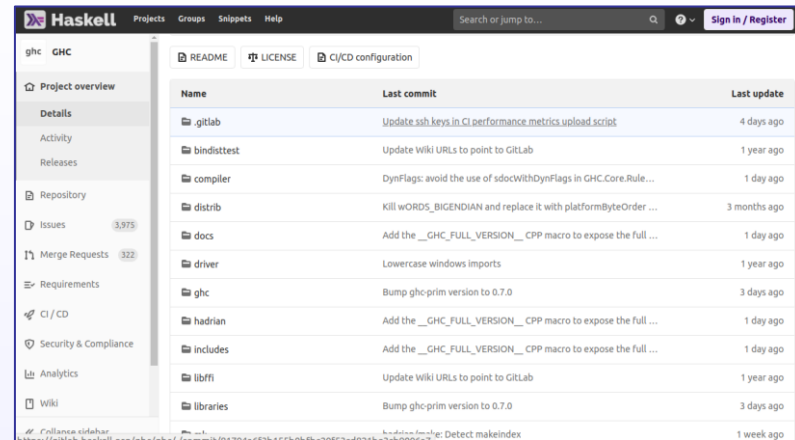 Haskell Projects Groups Snippets Help Search or jump to... Sign in / Register
ghc GHC
README LICENSE CI/CD configuration
Project overview
Name Last commit Last update
Details
.gitlab Update ssh keys in CI performance metrics upload script 4 days ago
Activity
bindisttest Update Wiki URLs to point to GitLab 1 year ago
Releases
compiler DynFlags: avoid the use of sdocWithDynFlags in GHC.Core.Rule... 1 day ago
Repository
distrib Kill wORDS_BIGENDIAN and replace it with platformByteOrder ... 3 months ago
Issues 3,975
docs Add the __GHC_FULL_VERSION__ CPP macro to expose the full ... 1 day ago
Merge Requests 322
driver Lowercase windows imports 1 year ago
Requirements
ghc Bump ghc-prim version to 0.7.0 3 days ago
CI / CD
hadrian Add the __GHC_FULL_VERSION__ CPP macro to expose the full ... 1 day ago
Security & Compliance
includes Add the __GHC_FULL_VERSION__ CPP macro to expose the full ... 1 day ago
Analytics
libffi Update Wiki URLs to point to GitLab 1 year ago
Wiki
libraries Bump ghc-prim version to 0.7.0 3 days ago
Collapse sidebar
hadrian/make: Detect makeindex 1 week ago